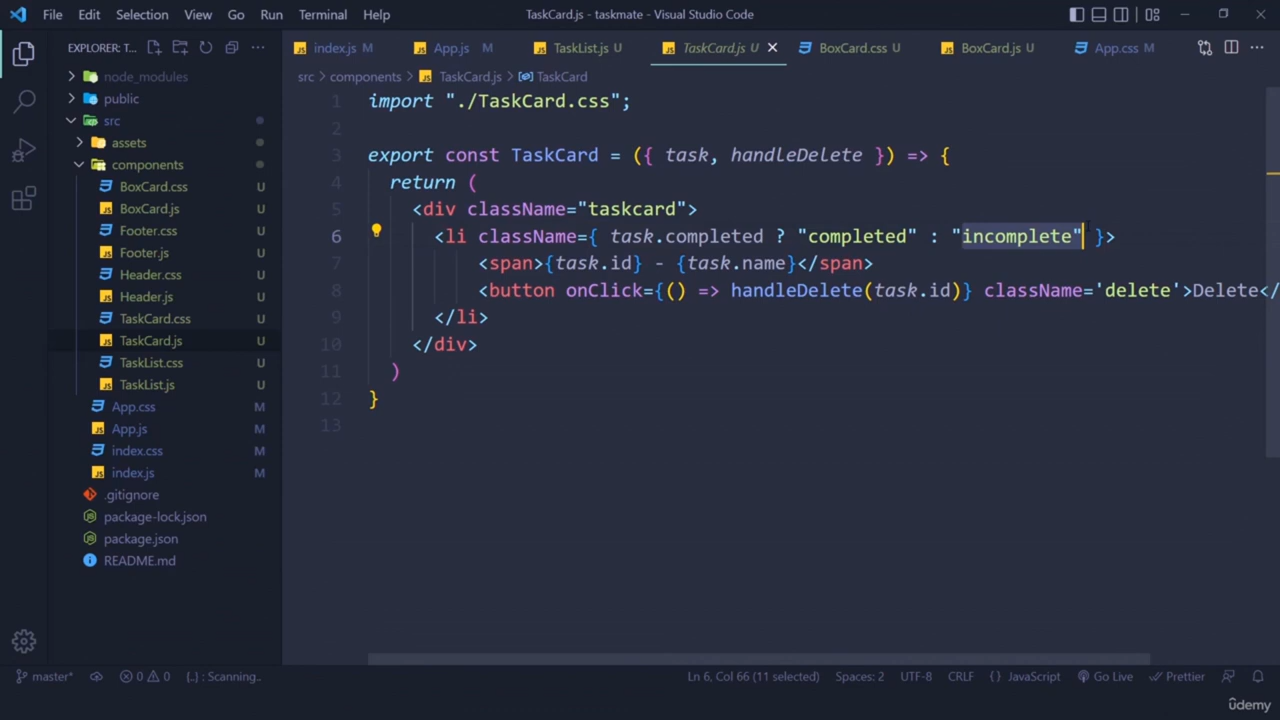 File Edit Selection View Go Run Terminal Help TaskCard.js - taskmate - Visual Studio Code
EXPLORER: T... index.js M App.js M TaskList.js U TaskCard.js U BoxCard.css U BoxCard.js U App.css M
src > components > TaskCard.js > TaskCard
node_modules
public
src
assets
components
BoxCard.css U
BoxCard.js U
Footer.css U
Footer.js U
Header.css U
Header.js U
TaskCard.css U
TaskCard.js U
TaskList.css U
TaskList.js U
App.css M
App.js M
index.css M
index.js M
.gitignore
package-lock.json
package.json
README.md
1 import "./TaskCard.css";
2
3 export const TaskCard = ({ task, handleDelete }) => {
4 return (
5 <div className="taskcard">
6 <li className={ task.completed ? "completed" : "incomplete" }>
7 <span>{task.id} - {task.name}</span>
8 <button onClick={() => handleDelete(task.id)} className='delete'>Delete</
9 </li>
10 </div>
11 )
12 }
13
master* 0 0 {..} : Scanning.. Ln 6, Col 66 (11 selected) Spaces: 2 UTF-8 CRLF {} JavaScript Go Live Prettier
ûdemy